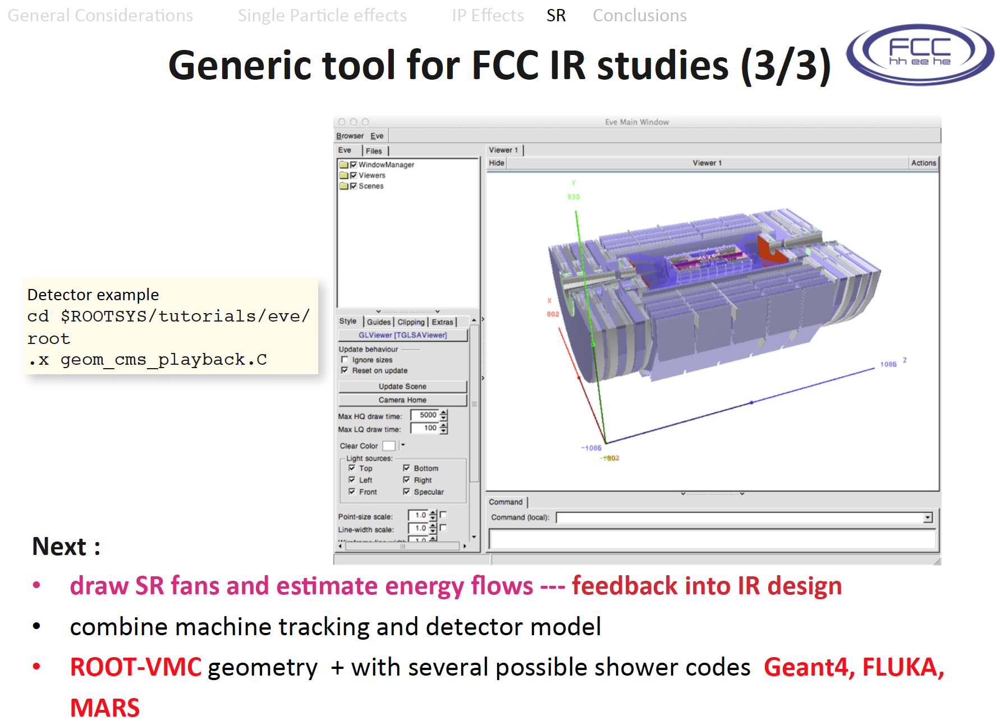 General Considerations Single Particle effects IP Effects SR Conclusions
Generic tool for FCC IR studies (3/3)
FCC
hh ee he
Eve Main Window
Browser Eve
Eve Files
WindowManager
Viewers
Scenes
Style Guides Clipping Extras
GLViewer [TGLSAViewer]
Update behaviour
Ignore sizes
Reset on update
Update Scene
Camera Home
Max HQ draw time: 5000
Max LQ draw time: 100
Clear Color
Light sources:
Top Bottom
Left Right
Front Specular
Point-size scale: 1.0
Line-width scale: 1.0
Viewer 1
Hide Viewer 1 Actions
Y
830
X
802
1086 Z
-1086
Command
Command (local):
Detector example
cd $ROOTSYS/tutorials/eve/
root
.x geom_cms_playback.C
Next :
• draw SR fans and estimate energy flows --- feedback into IR design
• combine machine tracking and detector model
• ROOT-VMC geometry + with several possible shower codes Geant4, FLUKA,
MARS